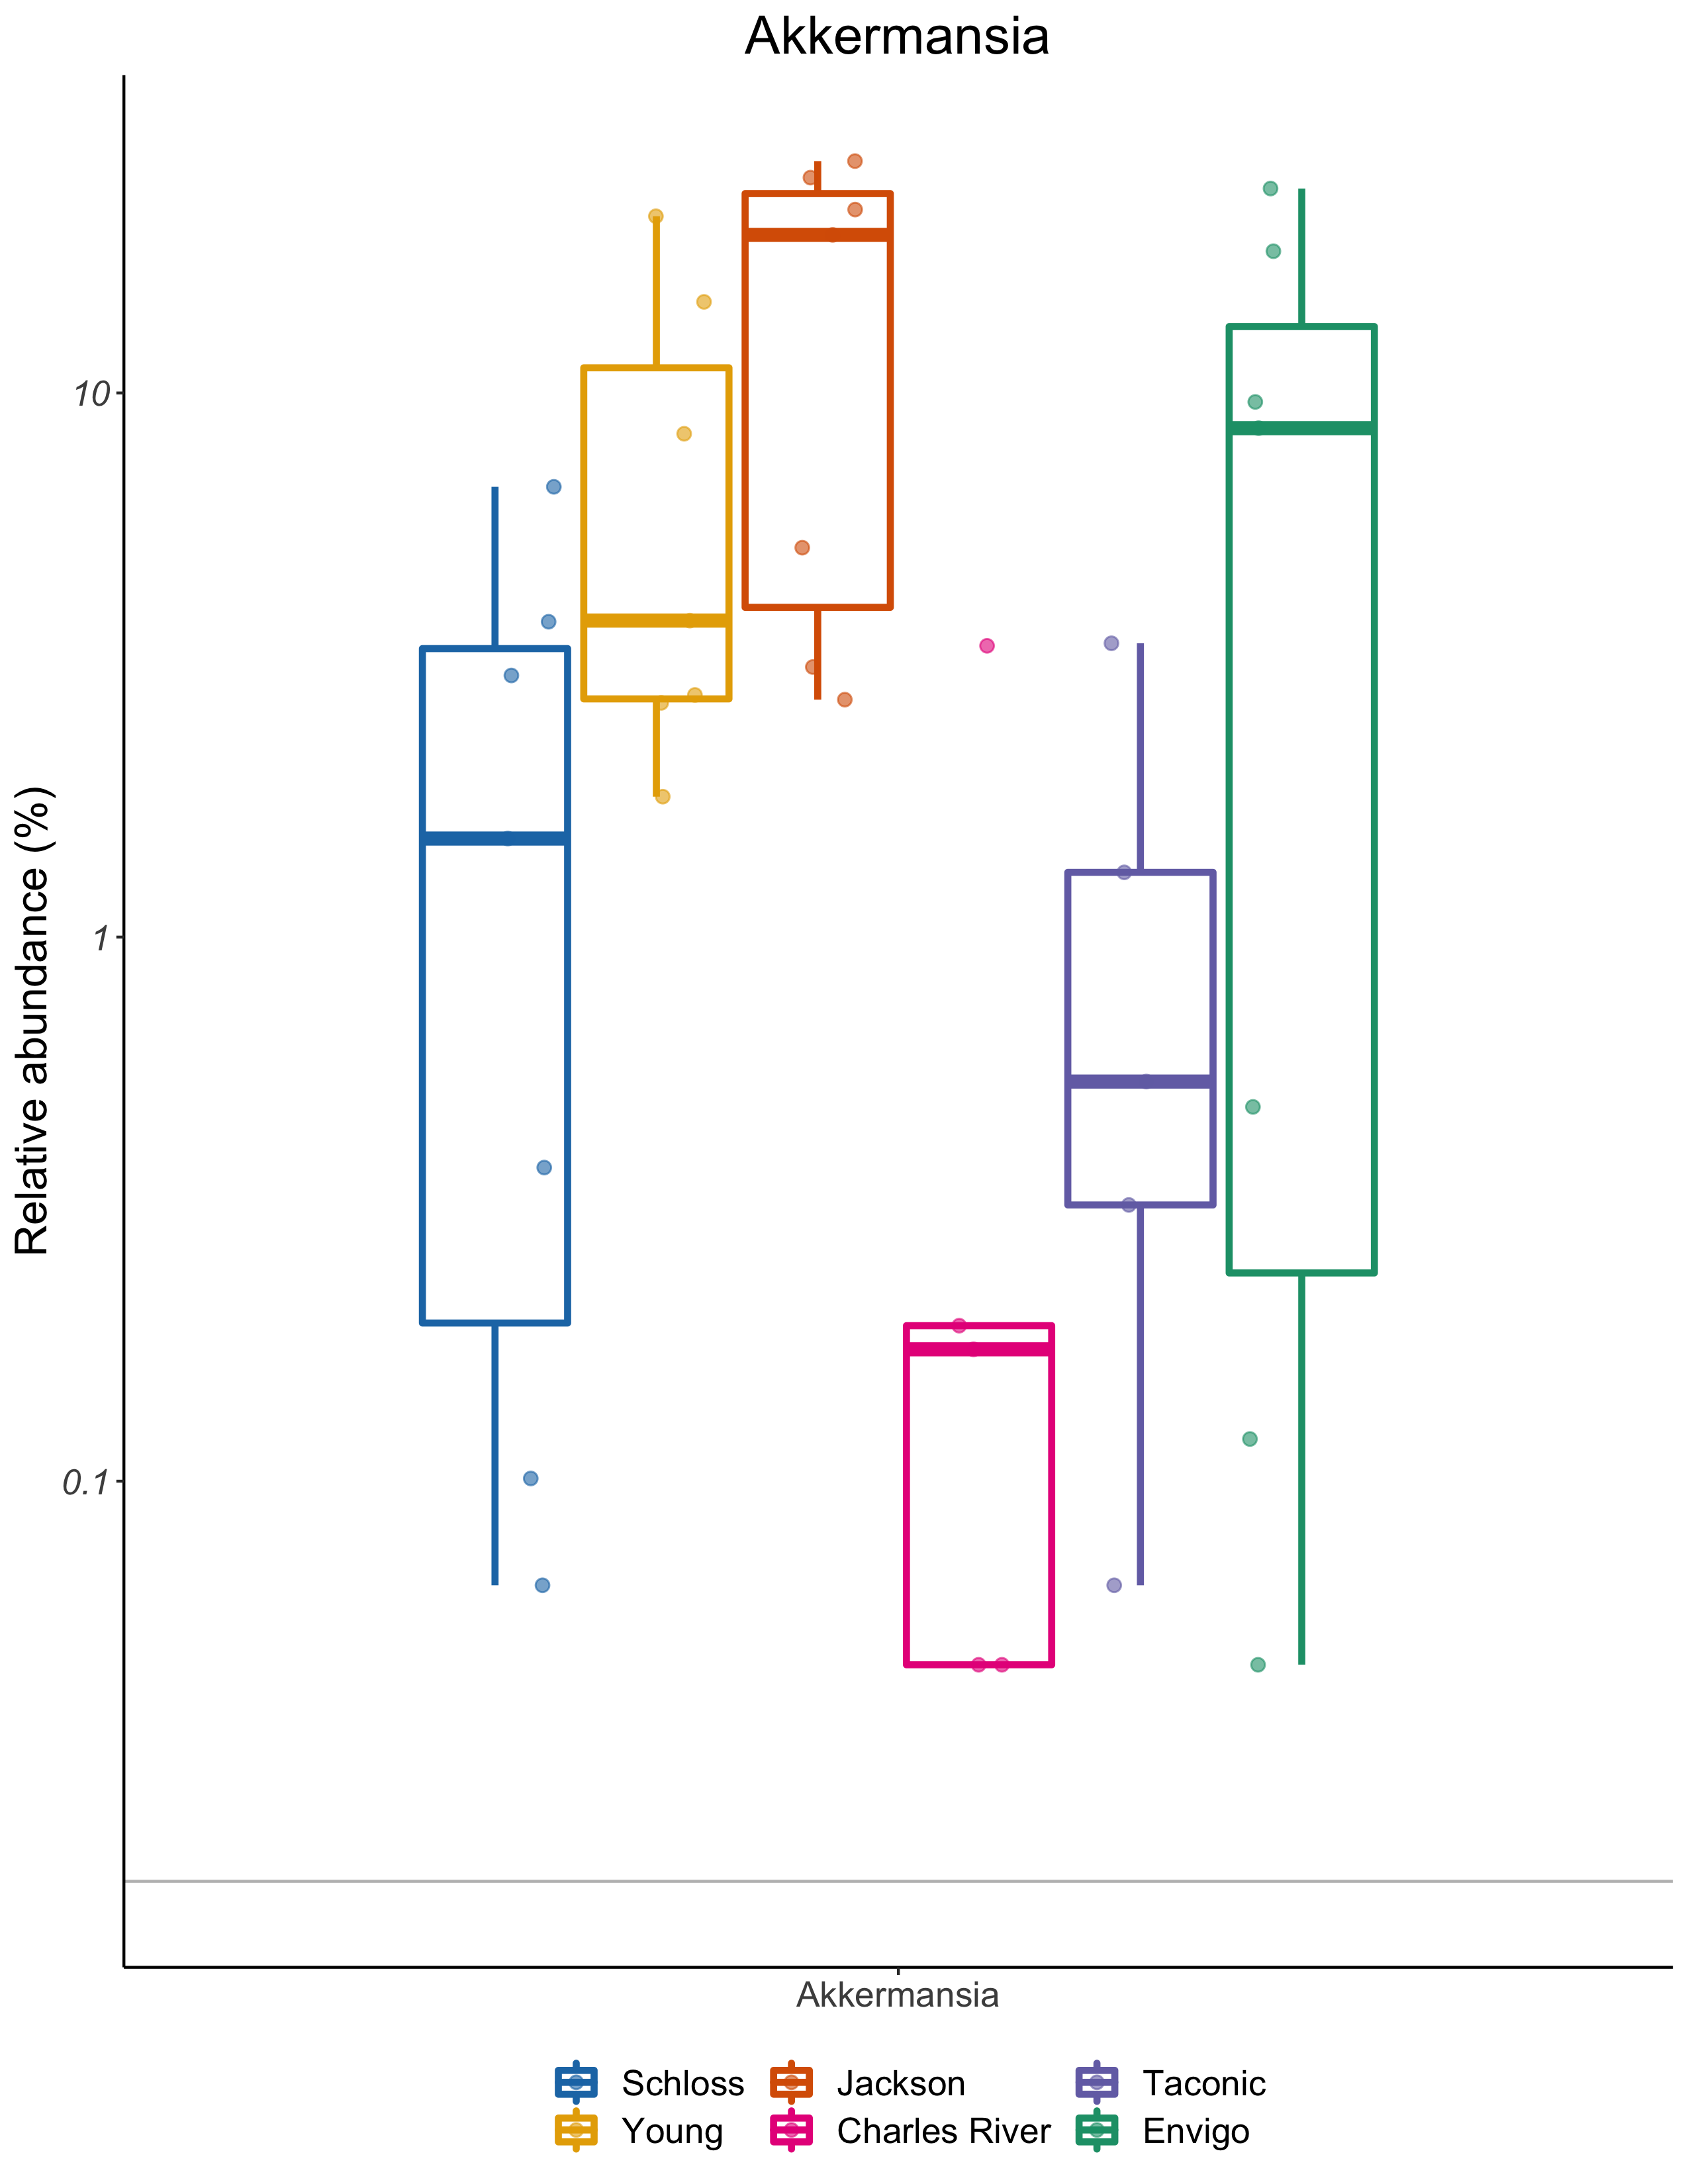 Akkermansia
Relative abundance (%)
10
1
0.1
Akkermansia
Schloss
Jackson
Taconic
Young
Charles River
Envigo